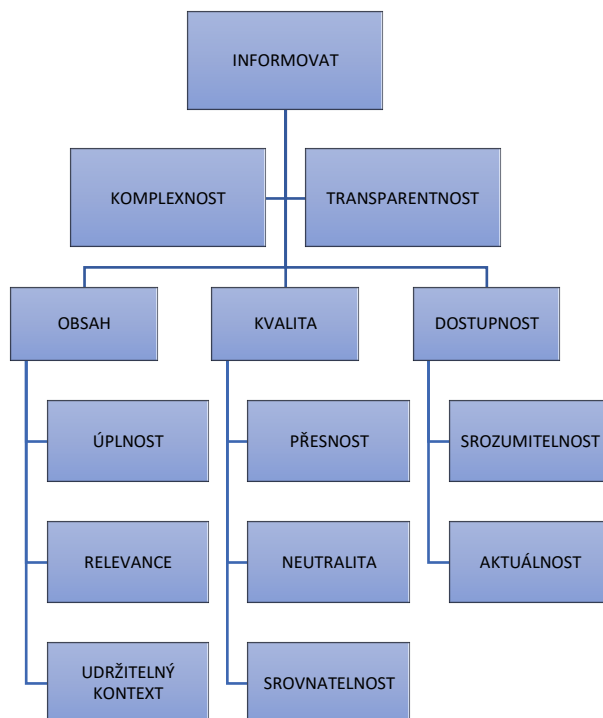 INFORMOVAT
KOMPLEXNOST
TRANSPARENTNOST
OBSAH
KVALITA
DOSTUPNOST
ÚPLNOST
PŘESNOST
SROZUMITELNOST
RELEVANCE
NEUTRALITA
AKTUÁLNOST
UDRŽITELNÝ
KONTEXT
SROVNATELNOST